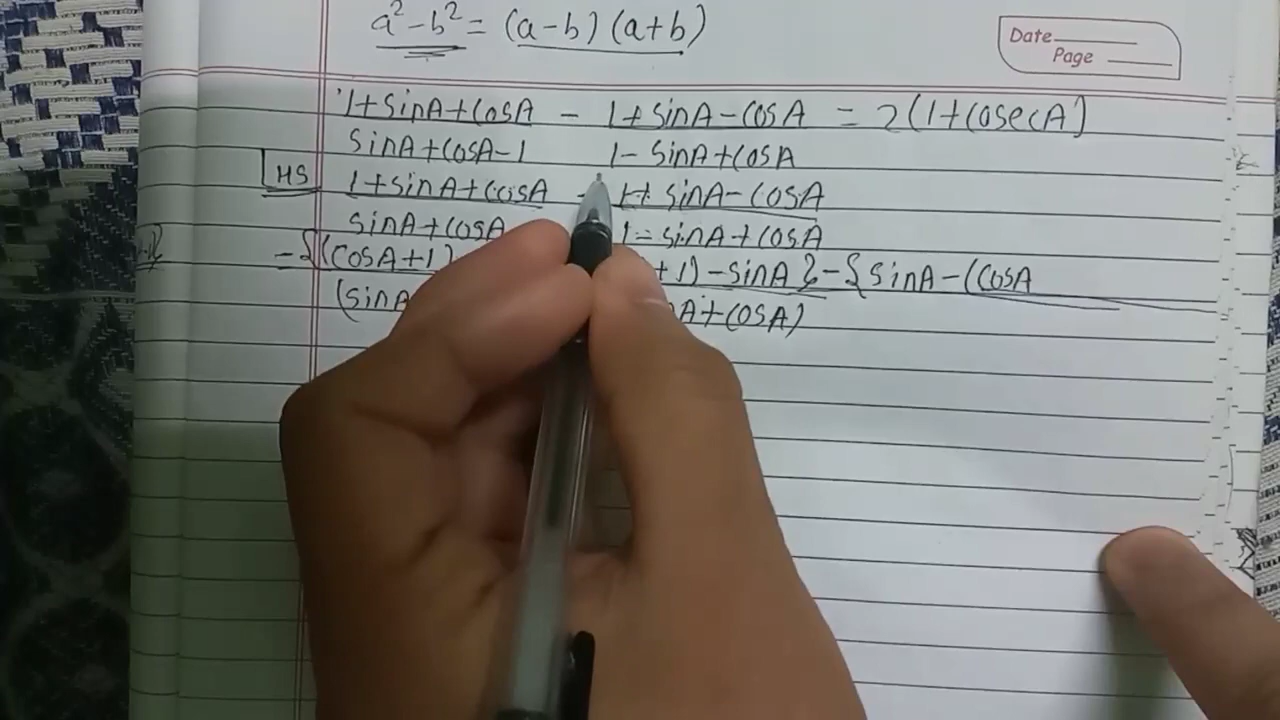 a² - b² = (a-b) (a+b)
Date
Page
1+sinA+cosA - 1+sinA-cosA = 2(1+cosecA)
sinA+cosA-1 1- sinA+cosA
LHS 1+sinA+cosA - 1+ sinA-cosA
sinA+cosA 1-sinA+cosA
-{(cosA+1) +1)-sinA}-{sinA-(cosA
(sinA A+cosA)